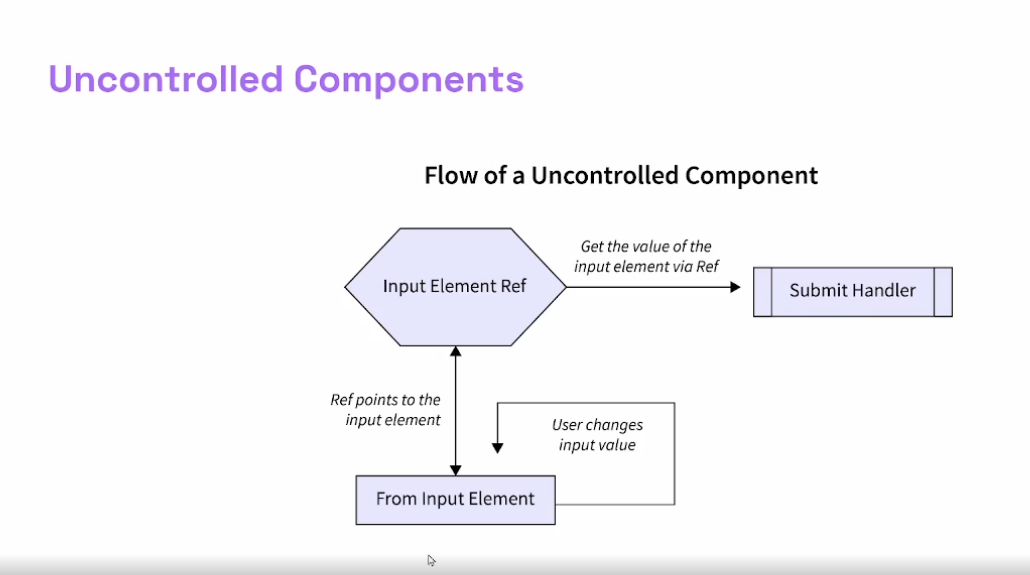 Uncontrolled Components
Flow of a Uncontrolled Component
Get the value of the
input element via Ref
Input Element Ref
Submit Handler
Ref points to the
input element
User changes
input value
From Input Element